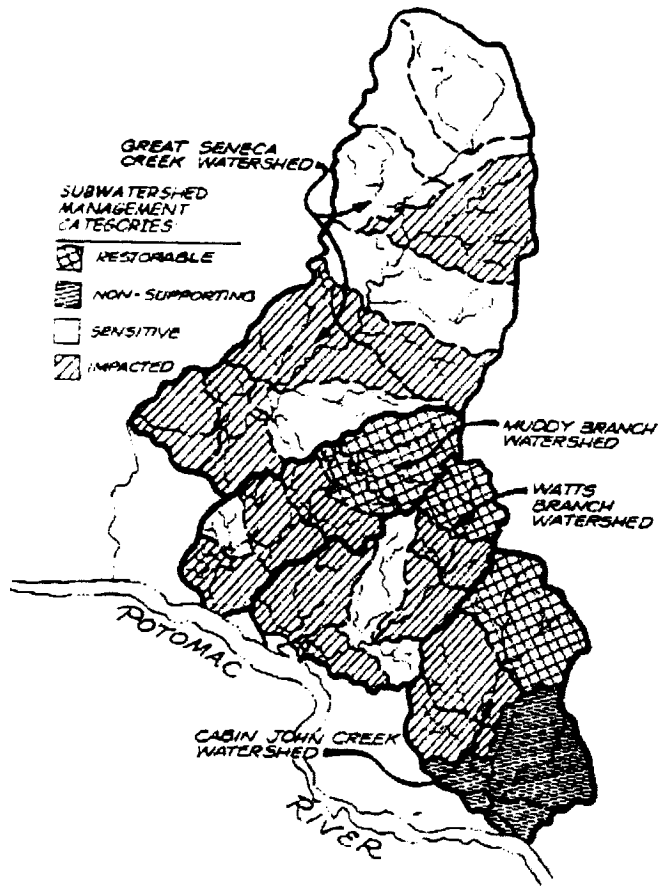 GREAT SENECA
CREEK WATERSHED
SUBWATERSHED
MANAGEMENT
CATEGORIES:
RESTORABLE
NON-SUPPORTING
SENSITIVE
IMPACTED
MUDDY BRANCH
WATERSHED
WATTS
BRANCH
WATERSHED
POTOMAC
CABIN JOHN CREEK
WATERSHED
RIVER